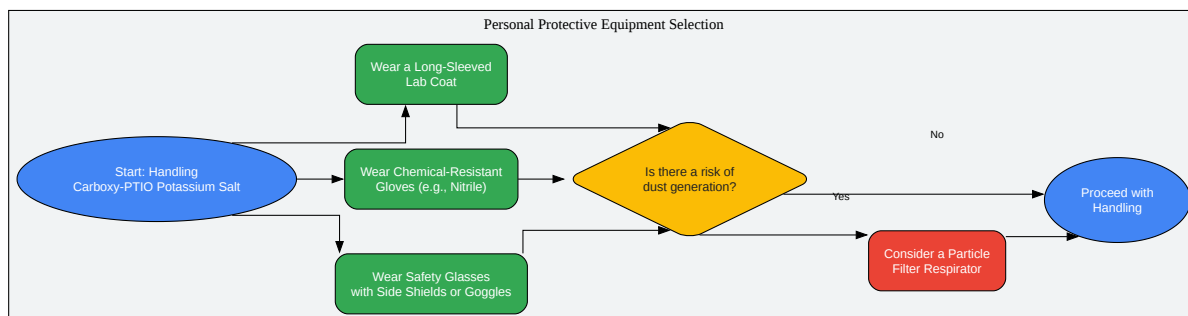 Personal Protective Equipment Selection
Wear a Long-Sleeved
Lab Coat
Start: Handling
Carboxy-PTIO Potassium Salt
Wear Chemical-Resistant
Gloves (e.g., Nitrile)
Wear Safety Glasses
with Side Shields or Goggles
Is there a risk of
dust generation?
No
Yes
Consider a Particle
Filter Respirator
Proceed with
Handling